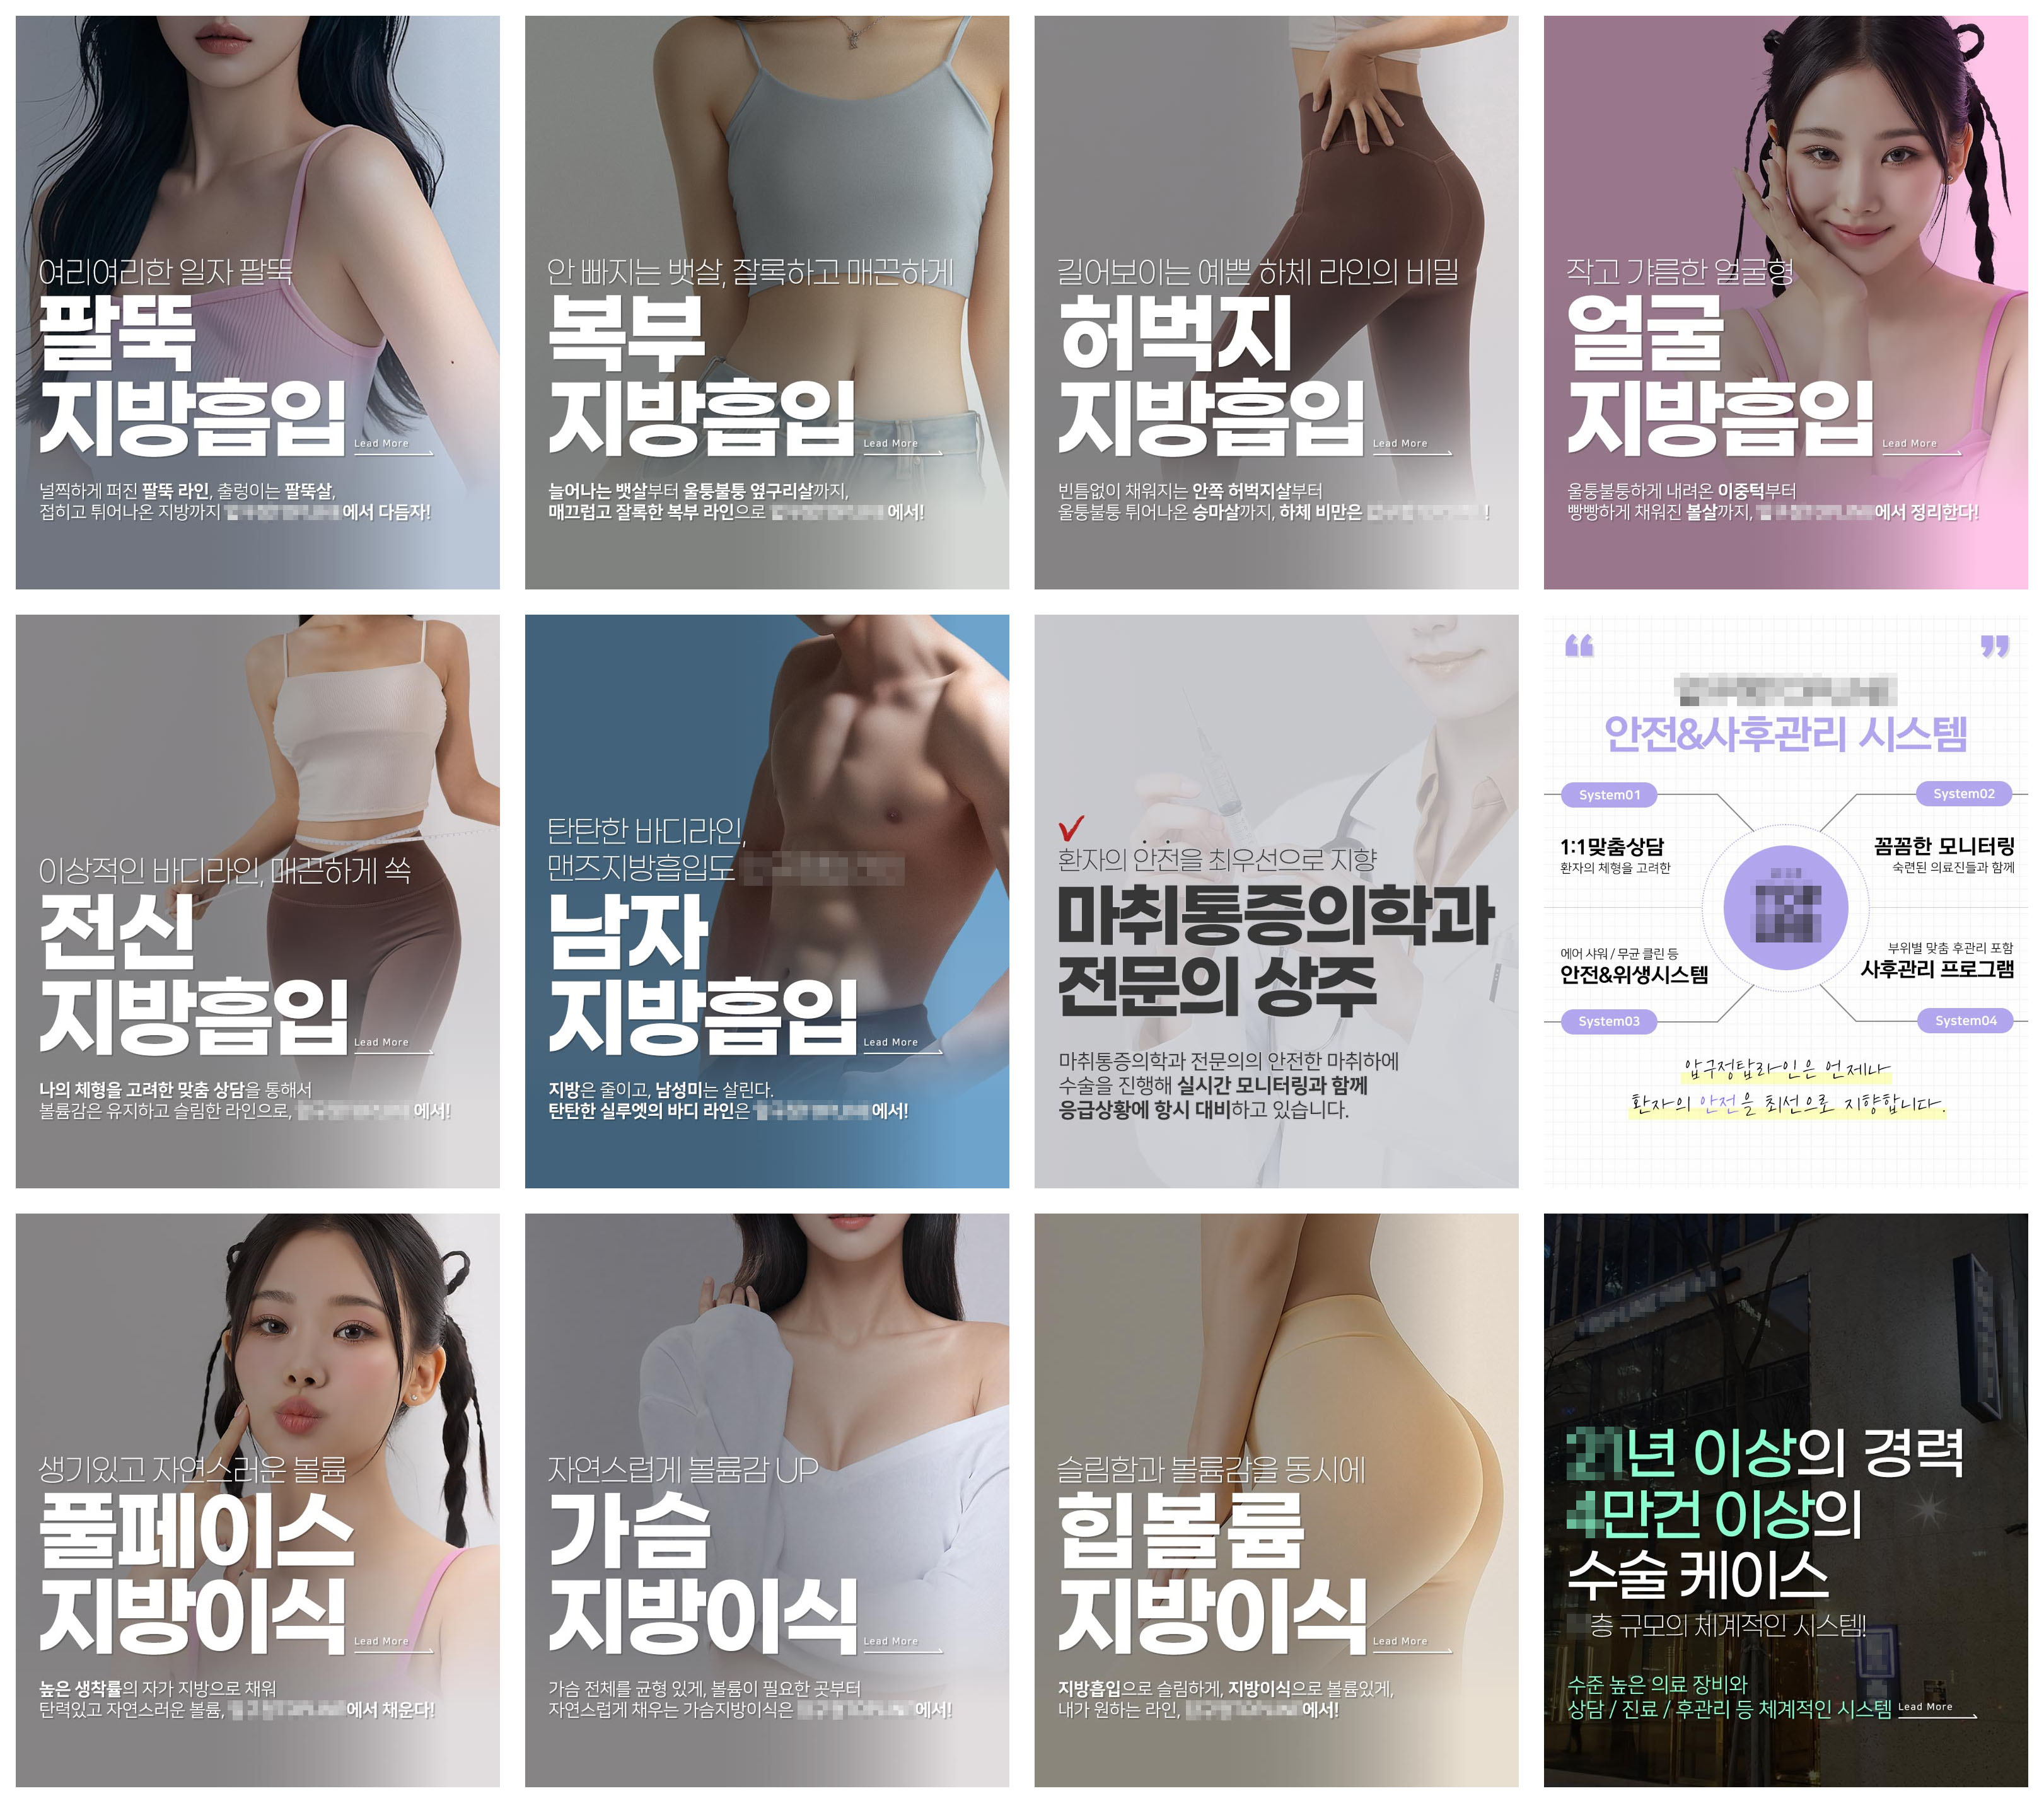 여리여리한 일자 팔뚝
팔뚝
지방흡입
Lead More
널찍하게 퍼진 팔뚝 라인, 출렁이는 팔뚝살,
접히고 튀어나온 지방까지 에서 다듬자!
안 빠지는 뱃살, 잘록하고 매끈하게
복부
지방흡입
Lead More
늘어나는 뱃살부터 울퉁불퉁 옆구리살까지,
매끄럽고 잘록한 복부 라인으로 에서!
길어보이는 예쁜 하체 라인의 비밀
허벅지
지방흡입
Lead More
빈틈없이 채워지는 안쪽 허벅지살부터
울퉁불퉁 튀어나온 승마살까지, 하체 비만은 !
작고 갸름한 얼굴형
얼굴
지방흡입
Lead More
울퉁불퉁하게 내려온 이중턱부터
빵빵하게 채워진 볼살까지, 에서 정리한다!
이상적인 바디라인, 매끈하게 쏙
전신
지방흡입
Lead More
나의 체형을 고려한 맞춤 상담을 통해서
볼륨감은 유지하고 슬림한 라인으로, 에서!
탄탄한 바디라인,
맨즈지방흡입도
남자
지방흡입
Lead More
지방은 줄이고, 남성미는 살린다.
탄탄한 실루엣의 바디 라인은 에서!
환자의 안전을 최우선으로 지향
마취통증의학과
전문의 상주
마취통증의학과 전문의의 안전한 마취하에
수술을 진행해 실시간 모니터링과 함께
응급상황에 항시 대비하고 있습니다.
“ ”
안전&사후관리 시스템
System01
1:1맞춤상담
환자의 체형을 고려한
System02
꼼꼼한 모니터링
숙련된 의료진들과 함께
에어 샤워 / 무균 클린 등
안전&위생시스템
System03
부위별 맞춤 후관리 포함
사후관리 프로그램
System04
압구정탑라인은 언제나
환자의 안전을 최선으로 지향합니다.
생기있고 자연스러운 볼륨
풀페이스
지방이식
Lead More
높은 생착률의 자가 지방으로 채워
탄력있고 자연스러운 볼륨, 에서 채운다!
자연스럽게 볼륨감 UP
가슴
지방이식
Lead More
가슴 전체를 균형 있게, 볼륨이 필요한 곳부터
자연스럽게 채우는 가슴지방이식은 에서!
슬림함과 볼륨감을 동시에
힙볼륨
지방이식
Lead More
지방흡입으로 슬림하게, 지방이식으로 볼륨있게,
내가 원하는 라인, 에서!
년 이상의 경력
만건 이상의
수술 케이스
층 규모의 체계적인 시스템!
수준 높은 의료 장비와
상담 / 진료 / 후관리 등 체계적인 시스템
Lead More